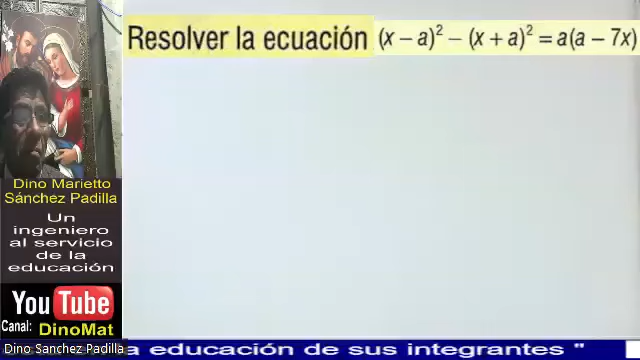 Resolver la ecuación (x – a)² – (x + a)² = a(a – 7x)
Dino Marietto
Sánchez Padilla
Un
ingeniero
al servicio
de la
educación
YouTube
Canal: DinoMat
Dino Sanchez Padilla
a educación de sus integrantes "